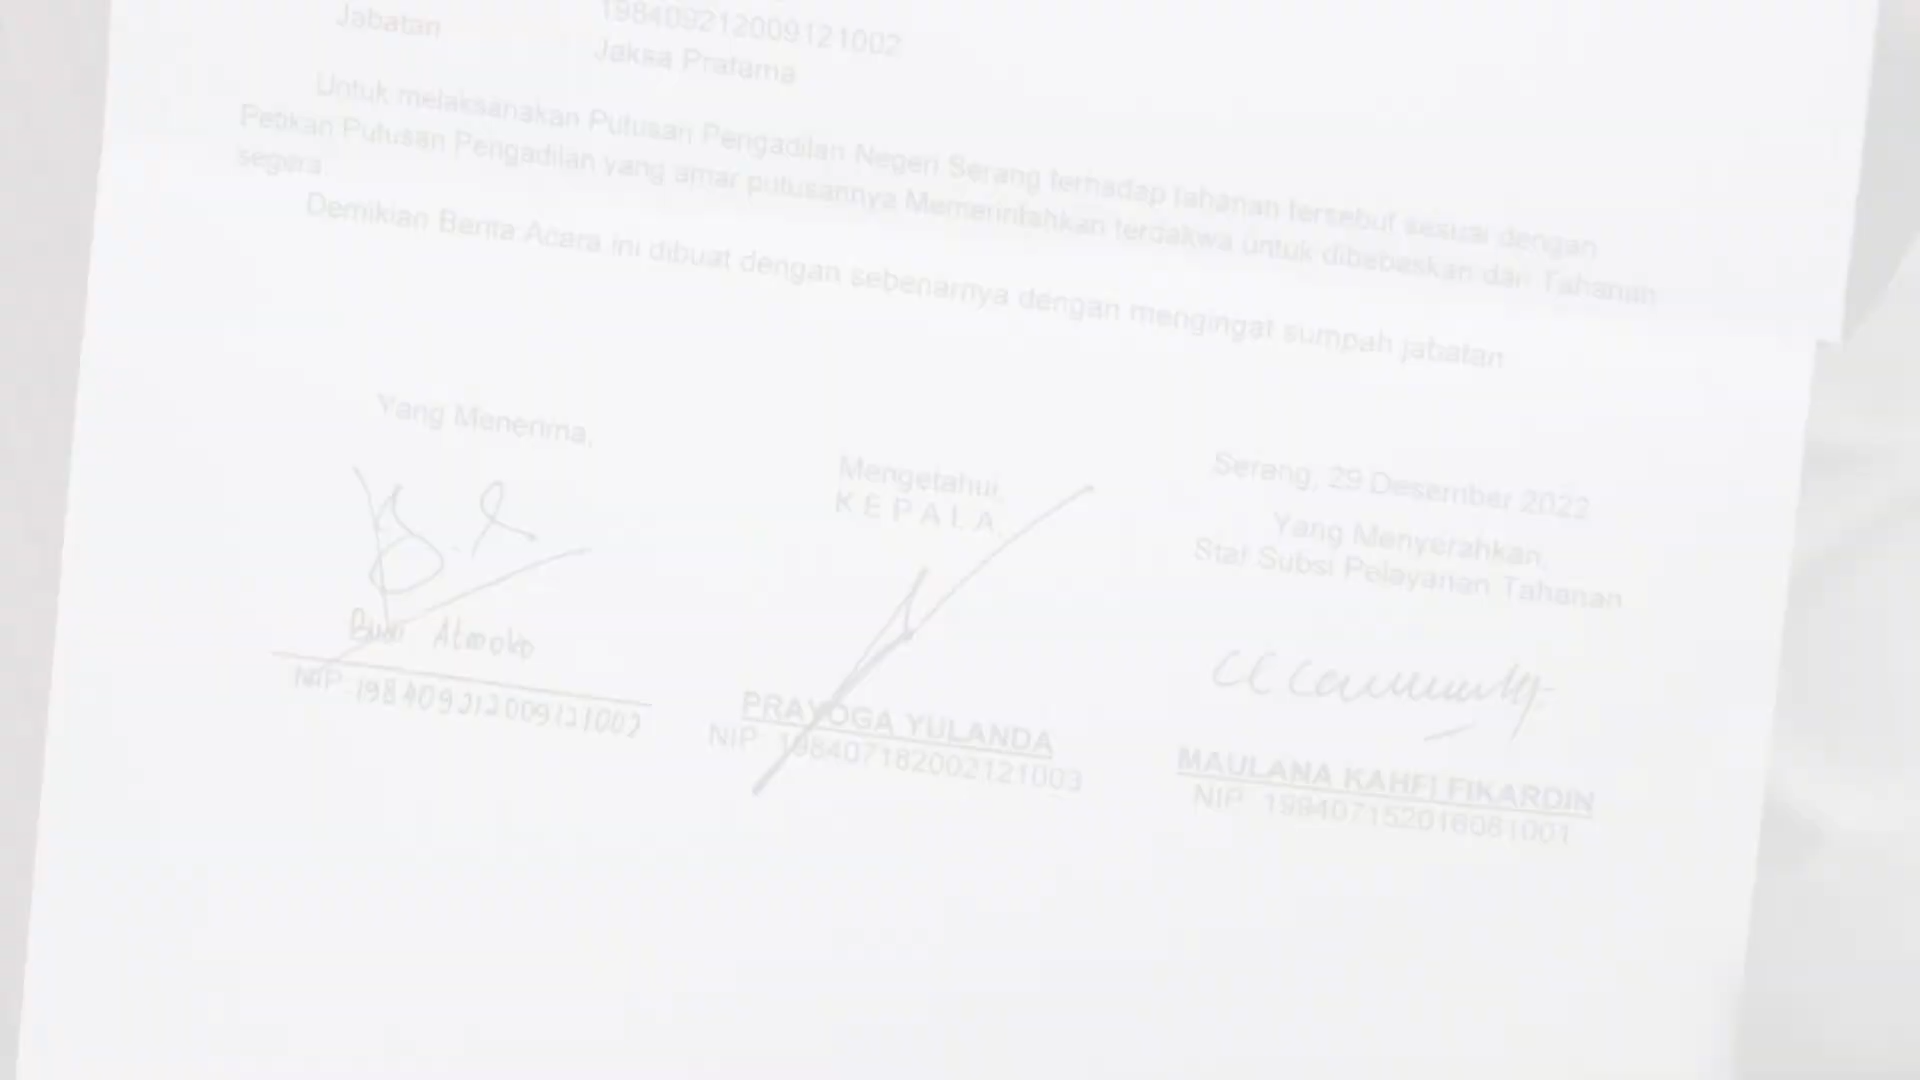 198409212009121002
Jabatan
Jaksa Pratama
Untuk melaksanakan Putusan Pengadilan Negeri Serang terhadap tahanan tersebut sesuai dengan
Petikan Putusan Pengadilan yang amar putusannya Memerintahkan terdakwa untuk dibebaskan dari Tahanan
segera
Demikian Berita Acara ini dibuat dengan sebenarnya dengan mengingat sumpah jabatan
Yang Menerima,
Mengetahui,
KEPALA,
Serang, 29 Desember 2022
Yang Menyerahkan,
Staf Subsi Pelayanan Tahanan
Budi Atmoko
NIP. 198409212009121002
PRAYOGA YULANDA
NIP. 198407182002121003
MAULANA KAHFI FIKARDIN
NIP.